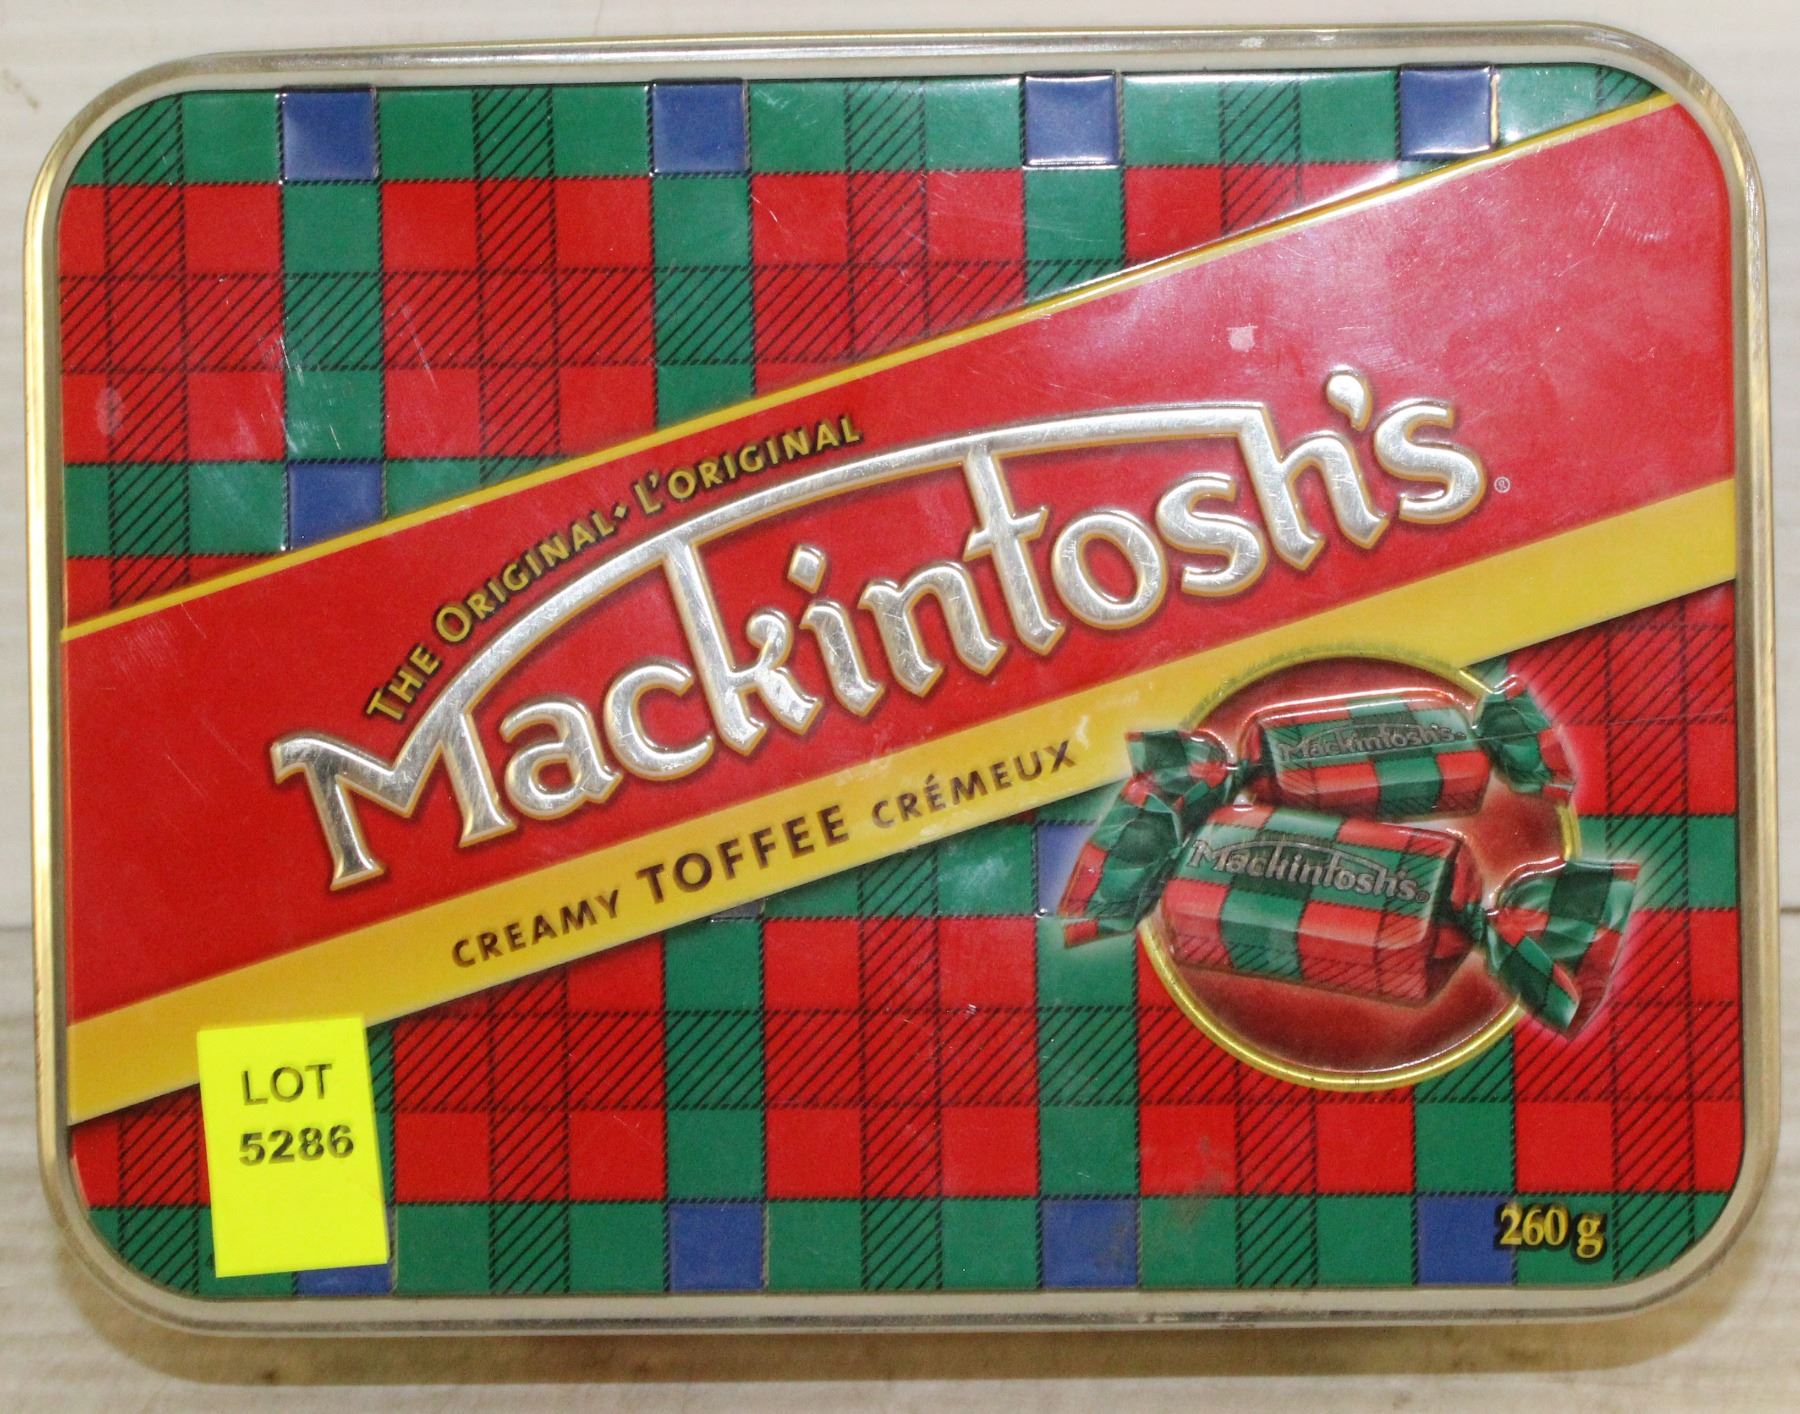 THE ORIGINAL • L'ORIGINAL
Mackintosh's®
CREAMY TOFFEE CRÉMEUX
Mackintosh's®
Mackintosh's®
LOT
5286
260 g